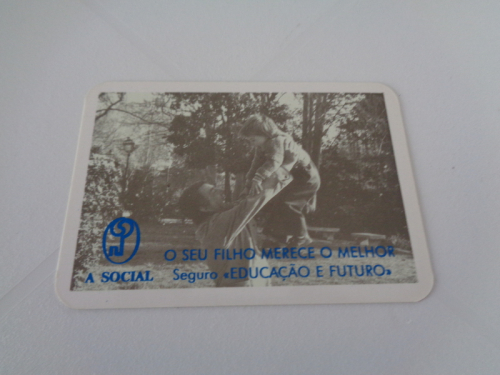 O SEU FILHO MERECE O MELHOR
A SOCIAL Seguro «EDUCAÇÃO E FUTURO»